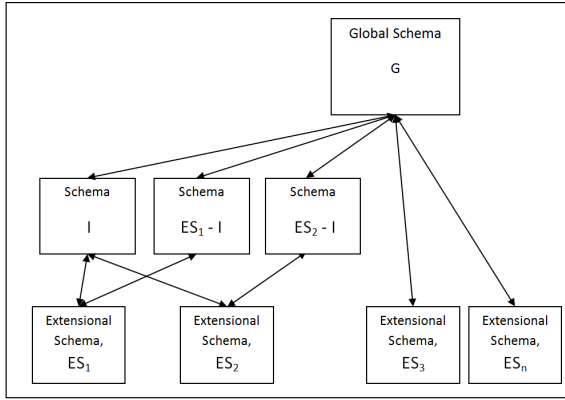 Global Schema
G
Schema
I
Schema
ES₁ - I
Schema
ES₂ - I
Extensional
Schema,
ES₁
Extensional
Schema,
ES₂
Extensional
Schema,
ES₃
Extensional
Schema,
ESₙ